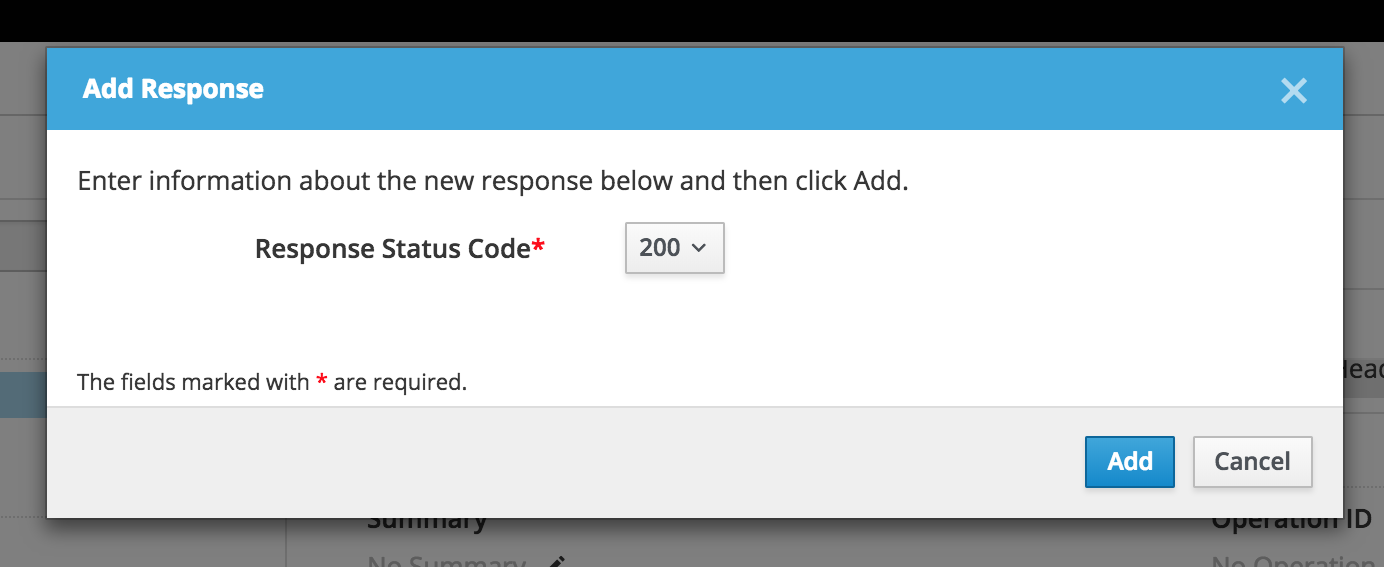 Add Response
Enter information about the new response below and then click Add.
Response Status Code*
200
The fields marked with * are required.
Add Cancel
Summary Operation ID
No Summary No Operation